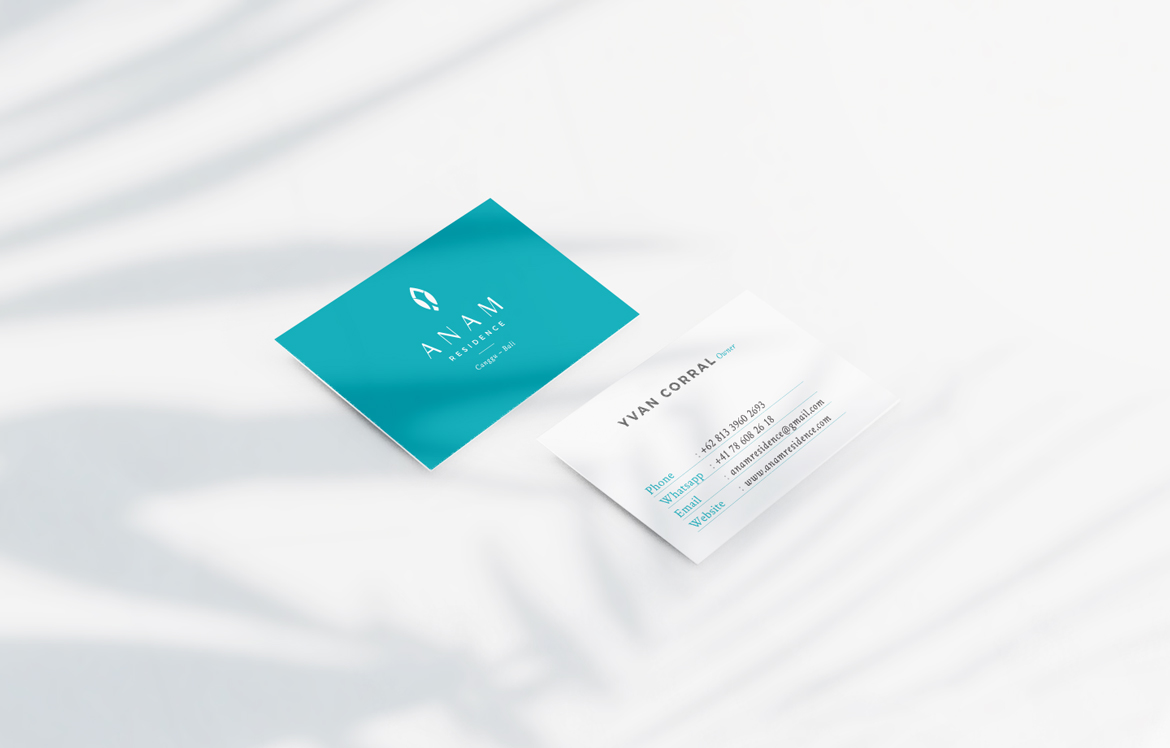 ANAM
RESIDENCE
Canggu - Bali
YVAN CORRAL Owner
Phone : +62 813 3960 2693
Whatsapp : +41 78 608 26 18
Email : anamresidence@gmail.com
Website : www.anamresidence.com